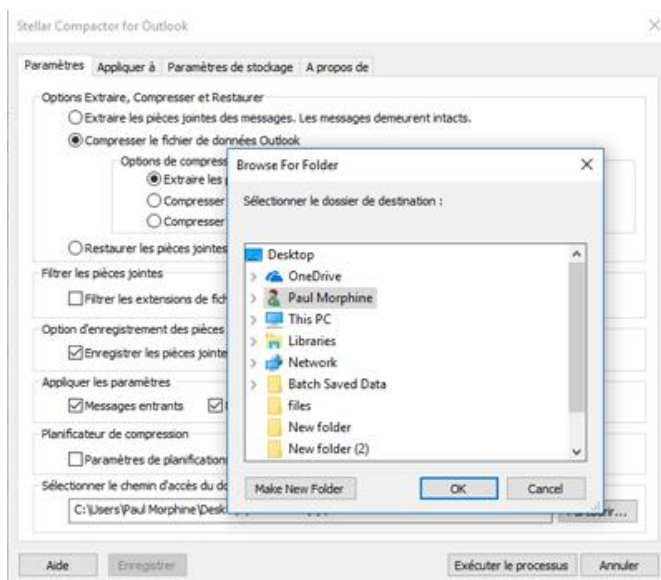 Stellar Compactor for Outlook
Paramètres Appliquer à Paramètres de stockage A propos de
Options Extraire, Compresser et Restaurer
Extraire les pièces jointes des messages. Les messages demeurent intacts.
Compresser le fichier de données Outlook
Options de compress
Extraire les
Compresser
Compresser
Restaurer les pièces jointes
Filtrer les pièces jointes
Filtrer les extensions de fich
Option d'enregistrement des pièces
Enregistrer les pièces jointe
Appliquer les paramètres
Messages entrants
Planificateur de compression
Paramètres de planification
Sélectionner le chemin d'accès du do
C:\Users\Paul Morphine\Desk
Browse For Folder
Sélectionner le dossier de destination :
Desktop
OneDrive
Paul Morphine
This PC
Libraries
Network
Batch Saved Data
files
New folder
New folder (2)
Make New Folder OK Cancel
Aide Enregistrer Exécuter le processus Annuler